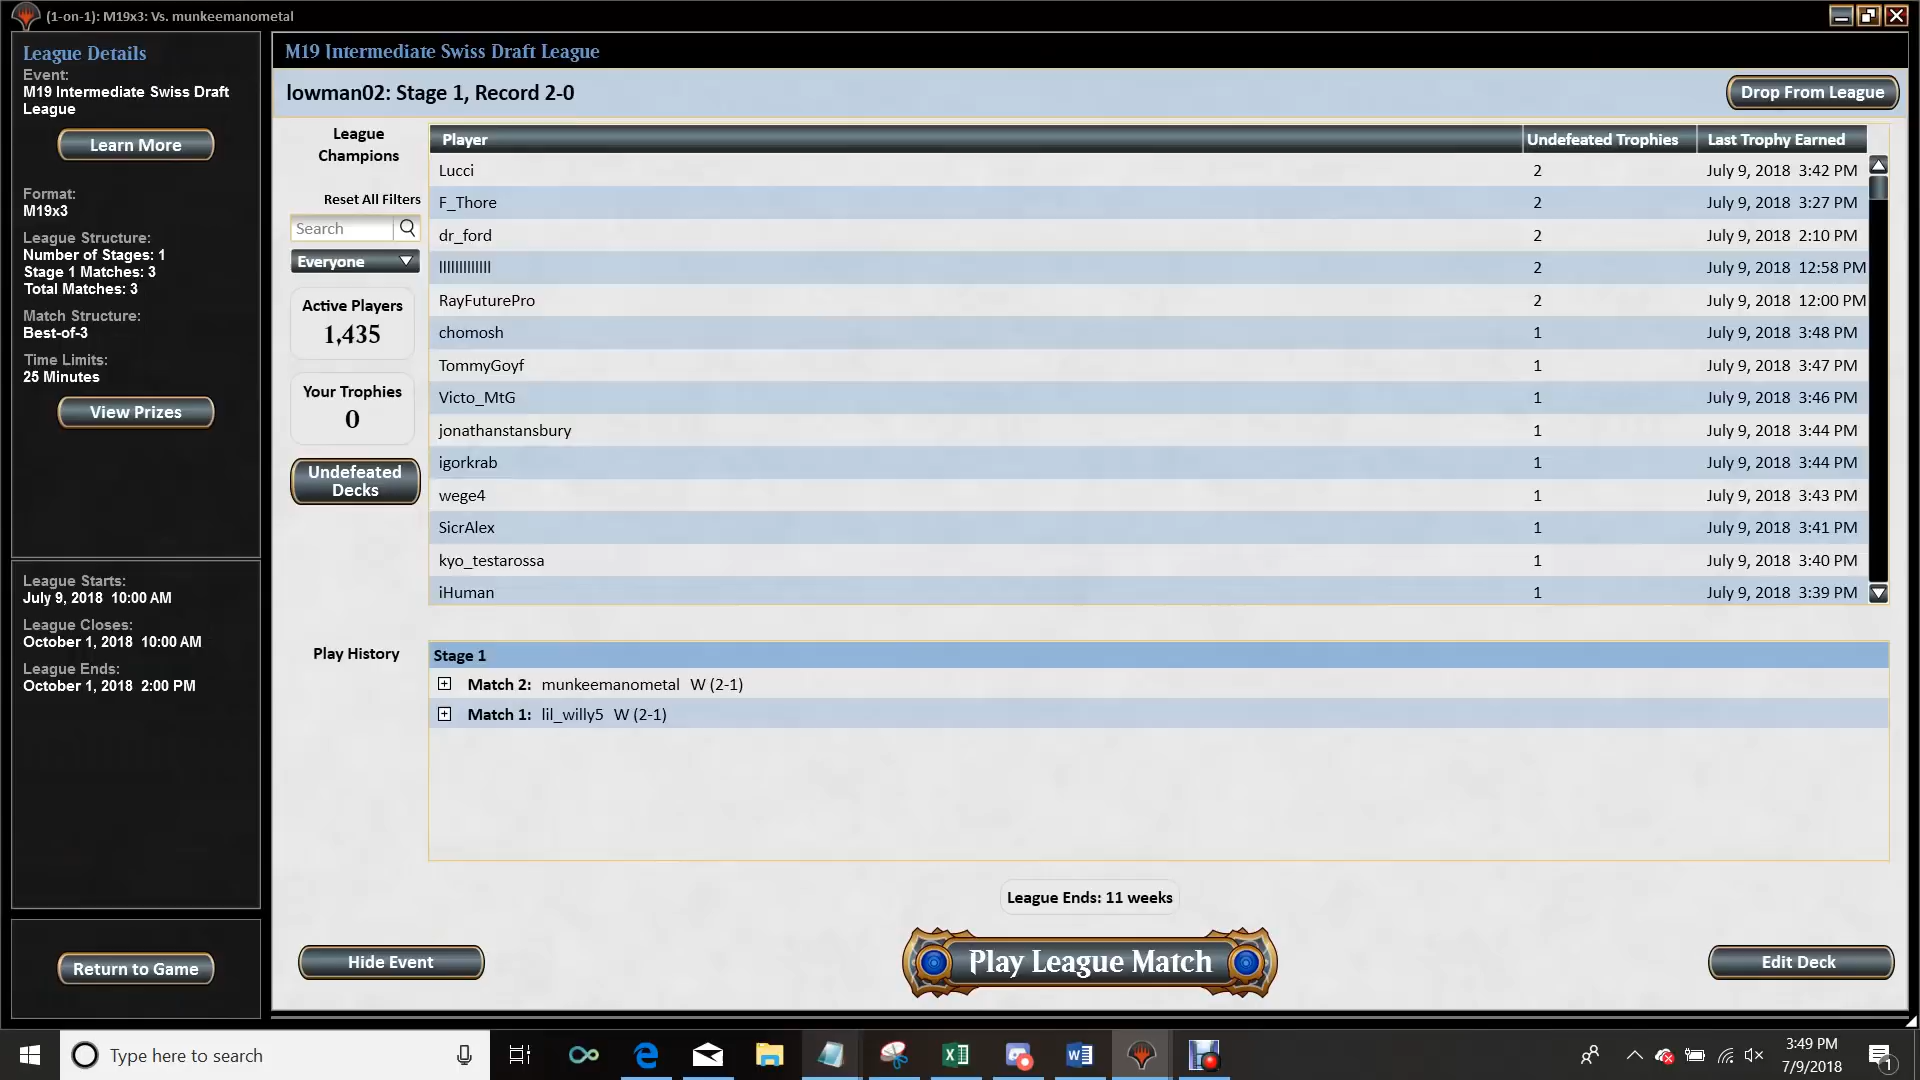 (1-on-1): M19x3: Vs. munkeemanometal
League Details
Event:
M19 Intermediate Swiss Draft
League
Learn More
Format:
M19x3
League Structure:
Number of Stages: 1
Stage 1 Matches: 3
Total Matches: 3
Match Structure:
Best-of-3
Time Limits:
25 Minutes
View Prizes
League Starts:
July 9, 2018 10:00 AM
League Closes:
October 1, 2018 10:00 AM
League Ends:
October 1, 2018 2:00 PM
Return to Game
M19 Intermediate Swiss Draft League
lowman02: Stage 1, Record 2-0
Drop From League
League
Champions
Reset All Filters
Search
Everyone
Active Players
1,435
Your Trophies
0
Undefeated
Decks
Player Undefeated Trophies Last Trophy Earned
Lucci 2 July 9, 2018 3:42 PM
F_Thore 2 July 9, 2018 3:27 PM
dr_ford 2 July 9, 2018 2:10 PM
2 July 9, 2018 12:58 PM
RayFuturePro 2 July 9, 2018 12:00 PM
chomosh 1 July 9, 2018 3:48 PM
TommyGoyf 1 July 9, 2018 3:47 PM
Victo_MtG 1 July 9, 2018 3:46 PM
jonathanstansbury 1 July 9, 2018 3:44 PM
igorkrab 1 July 9, 2018 3:44 PM
wege4 1 July 9, 2018 3:43 PM
SicrAlex 1 July 9, 2018 3:41 PM
kyo_testarossa 1 July 9, 2018 3:40 PM
iHuman 1 July 9, 2018 3:39 PM
Play History
Stage 1
Match 2: munkeemanometal W (2-1)
Match 1: lil_willy5 W (2-1)
League Ends: 11 weeks
Hide Event
Play League Match
Edit Deck
Type here to search
3:49 PM
7/9/2018
1